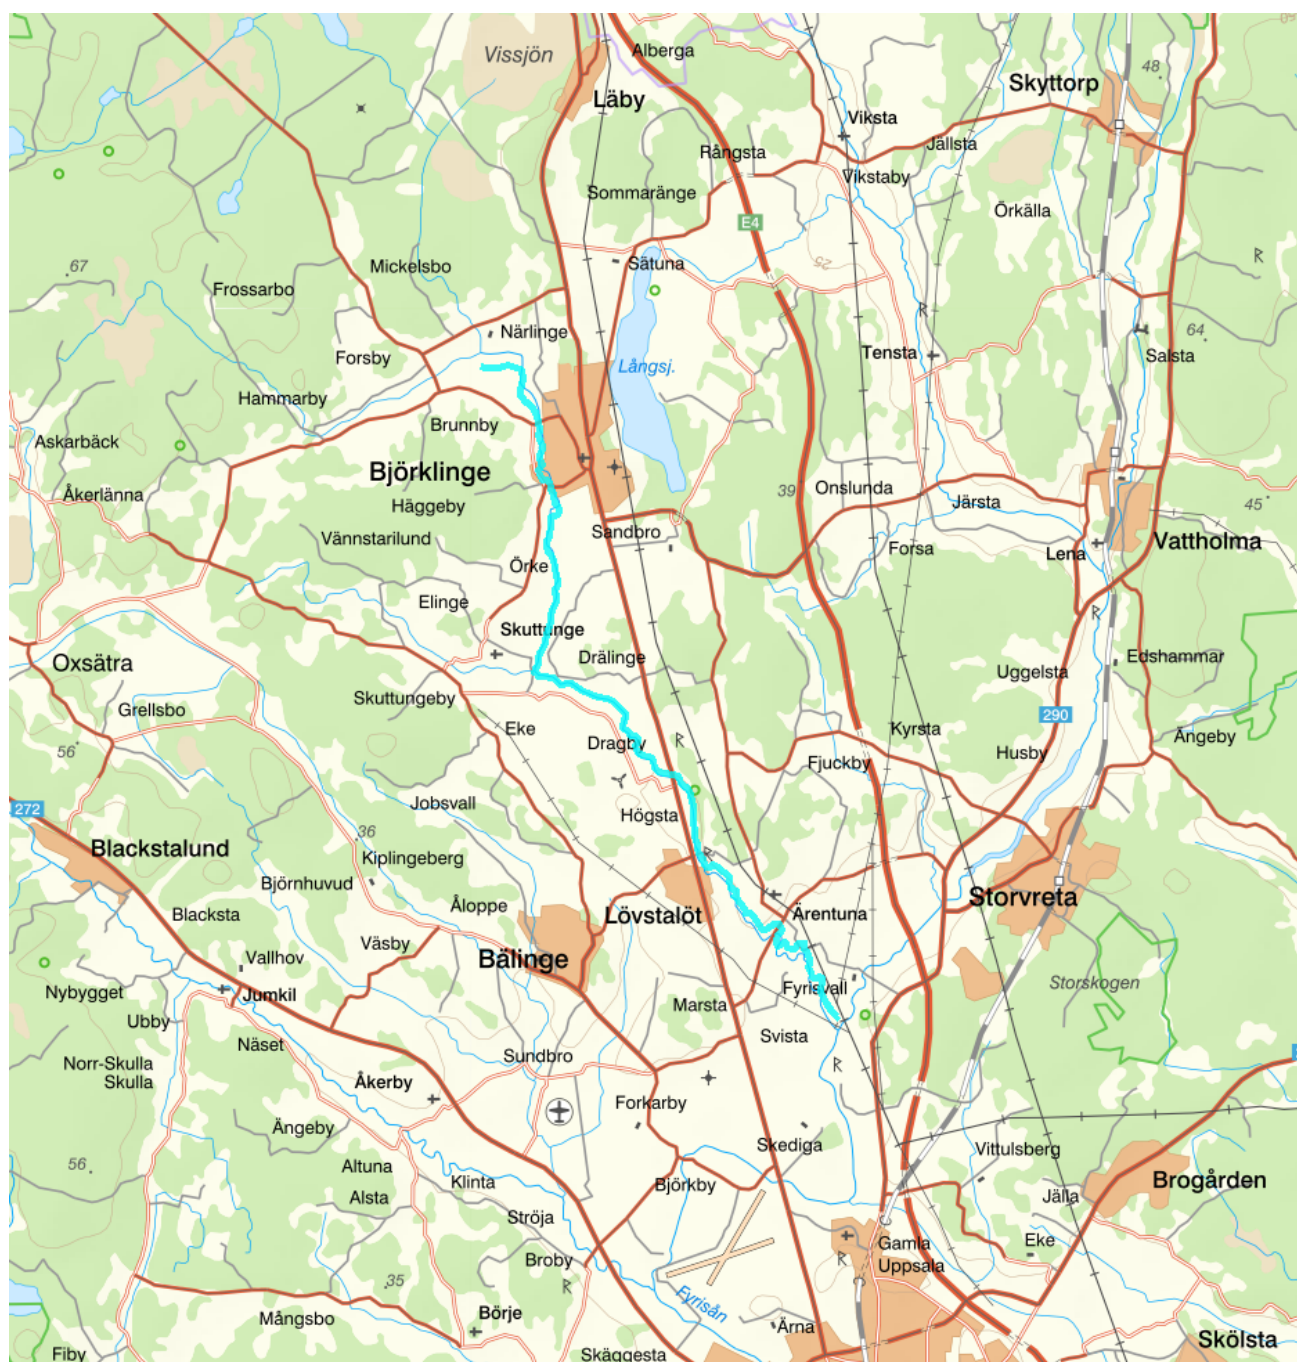 Alberga
Vissjön
48
Skyttorp
Läby
Viksta
Jällsta
Rångsta
Vikstaby
Sommaränge
Örkälla
E4
Sätuna
25
67
Mickelsbo
Frossarbo
Närlinge
64
Forsby
Tensta
Salsta
Långsj.
Hammarby
Brunnby
Askarbäck
Björklinge
Åkerlänna
Häggeby
39
Onslunda
Järsta
45
Vännstarilund
Sandbro
Forsa
Lena
Vattholma
Örke
Elinge
Skuttunge
Drälinge
Edshammar
Oxsätra
Uggelsta
Skuttungeby
Grellsbo
290
Eke
Kyrsta
Ängeby
56
Dragby
Husby
Fjuckby
272
Jobsvall
Högsta
36
Blackstalund
Kiplingeberg
Björnhuvud
Storvreta
Blacksta
Åloppe
Lövstalöt
Ärentuna
Väsby
Vallhov
Bälinge
Nybygget
Jumkil
Fyrisvall
Storskogen
Marsta
Ubby
Svista
Näset
Sundbro
Norr-Skulla
Skulla
Åkerby
Forkarby
Ängeby
Skediga
Vittulsberg
56
Altuna
Alsta
Klinta
Björkby
Jälla
Brogården
Ströja
Gamla
Uppsala
Eke
Broby
35
Fyrisån
Mångsbo
Börje
Ärna
Skölsta
Fiby
Skäggesta